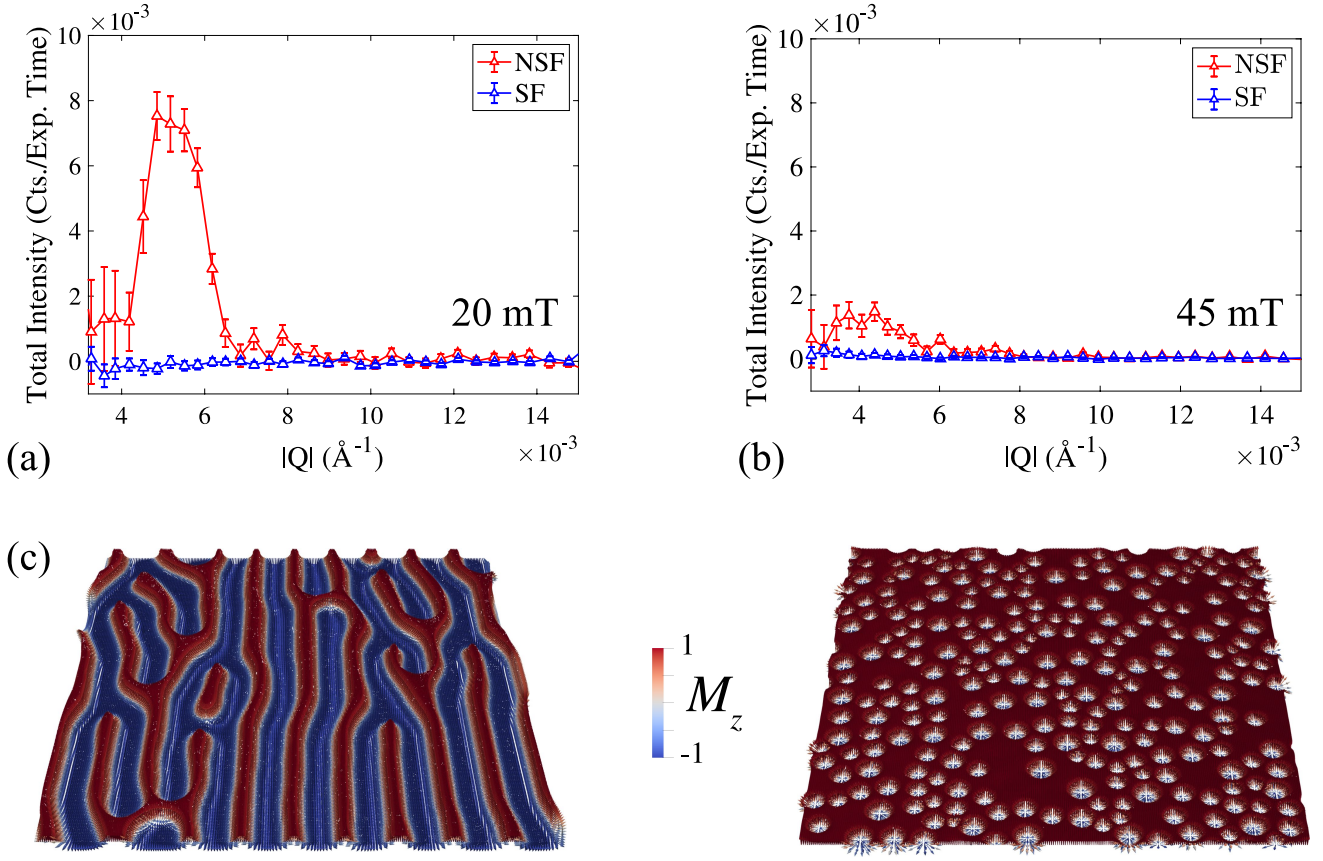 ×10⁻³
10
8
6
4
2
0
Total Intensity (Cts./Exp. Time)
NSF
SF
20 mT
4
6
8
10
12
14
|Q| (Å⁻¹)
×10⁻³
(a)
×10⁻³
10
8
6
4
2
0
Total Intensity (Cts./Exp. Time)
NSF
SF
45 mT
4
6
8
10
12
14
|Q| (Å⁻¹)
×10⁻³
(b)
(c)
1
M_z
-1